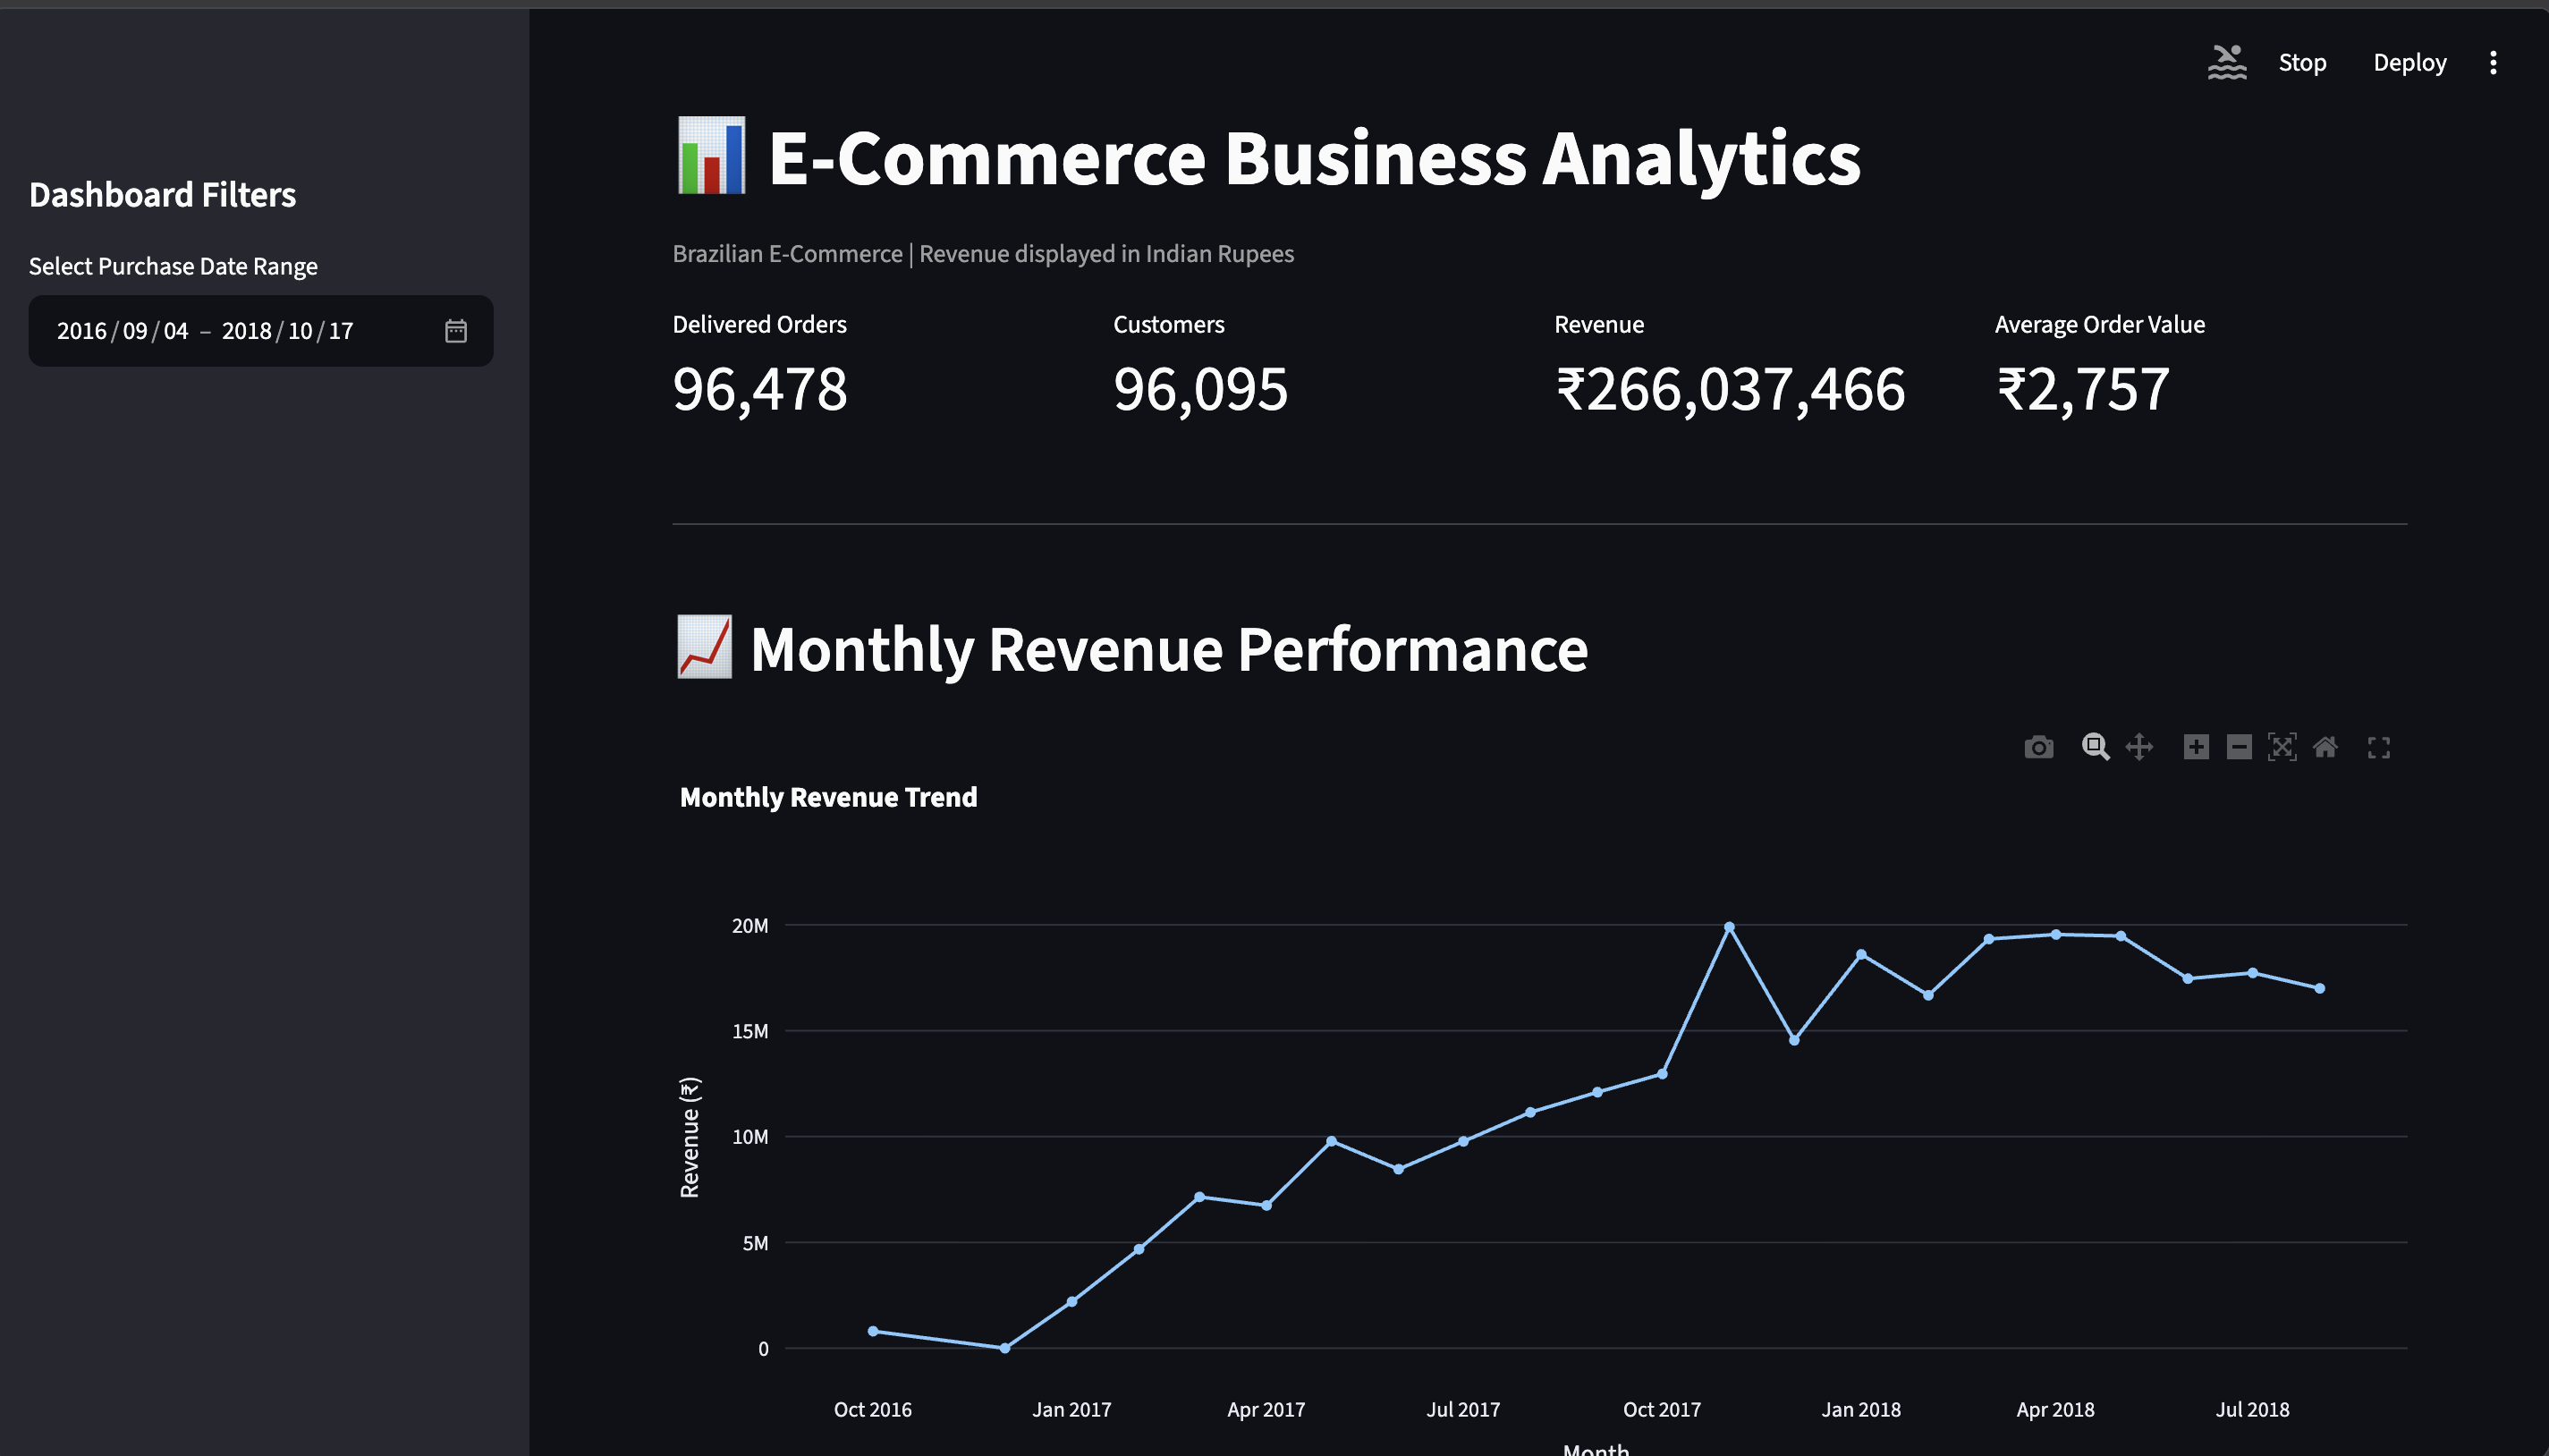 Stop Deploy
Dashboard Filters
Select Purchase Date Range
2016/09/04 – 2018/10/17
E-Commerce Business Analytics
Brazilian E-Commerce | Revenue displayed in Indian Rupees
Delivered Orders
96,478
Customers
96,095
Revenue
₹266,037,466
Average Order Value
₹2,757
Monthly Revenue Performance
Monthly Revenue Trend
Revenue (₹)
20M
15M
10M
5M
0
Oct 2016 Jan 2017 Apr 2017 Jul 2017 Oct 2017 Jan 2018 Apr 2018 Jul 2018
Month